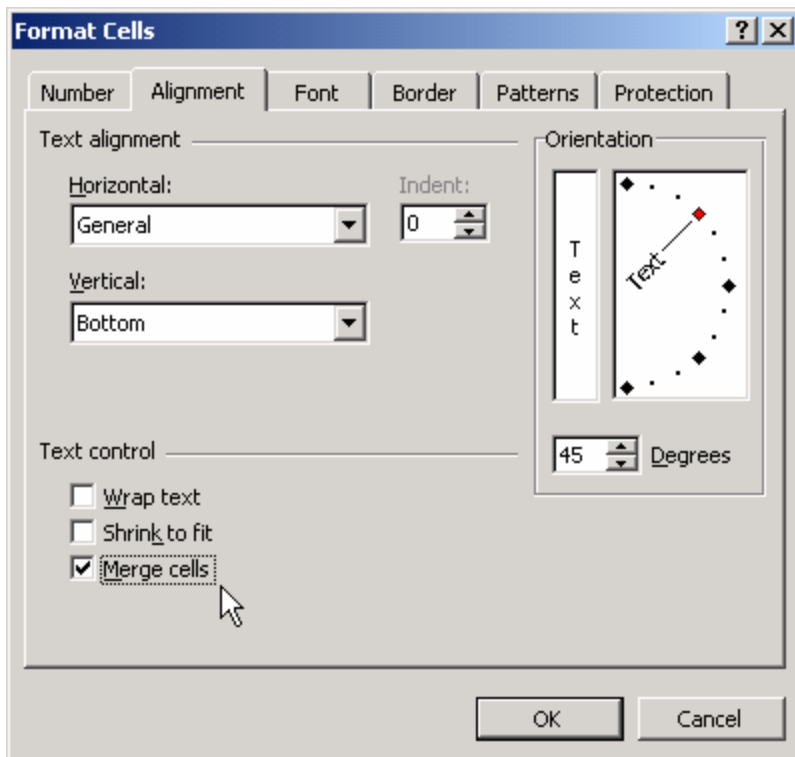 Format Cells
Number Alignment Font Border Patterns Protection
Text alignment
Orientation
Horizontal:
Indent:
General
0
Text
Text
Vertical:
Bottom
Text control
45 Degrees
Wrap text
Shrink to fit
Merge cells
OK Cancel